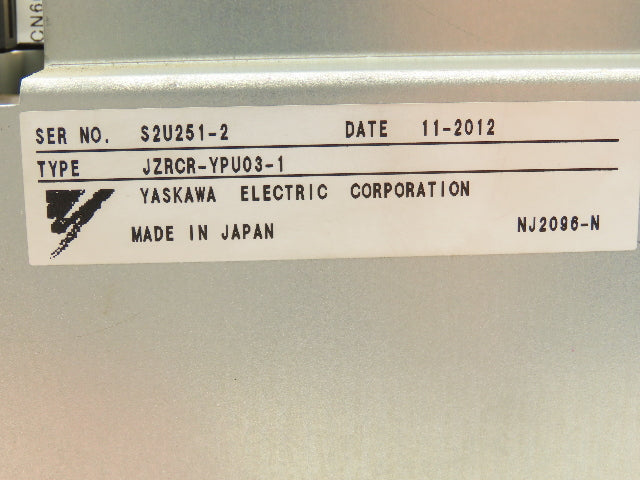 SER NO. S2U251-2 DATE 11-2012
TYPE JZRCR-YPU03-1
YASKAWA ELECTRIC CORPORATION
MADE IN JAPAN NJ2096-N